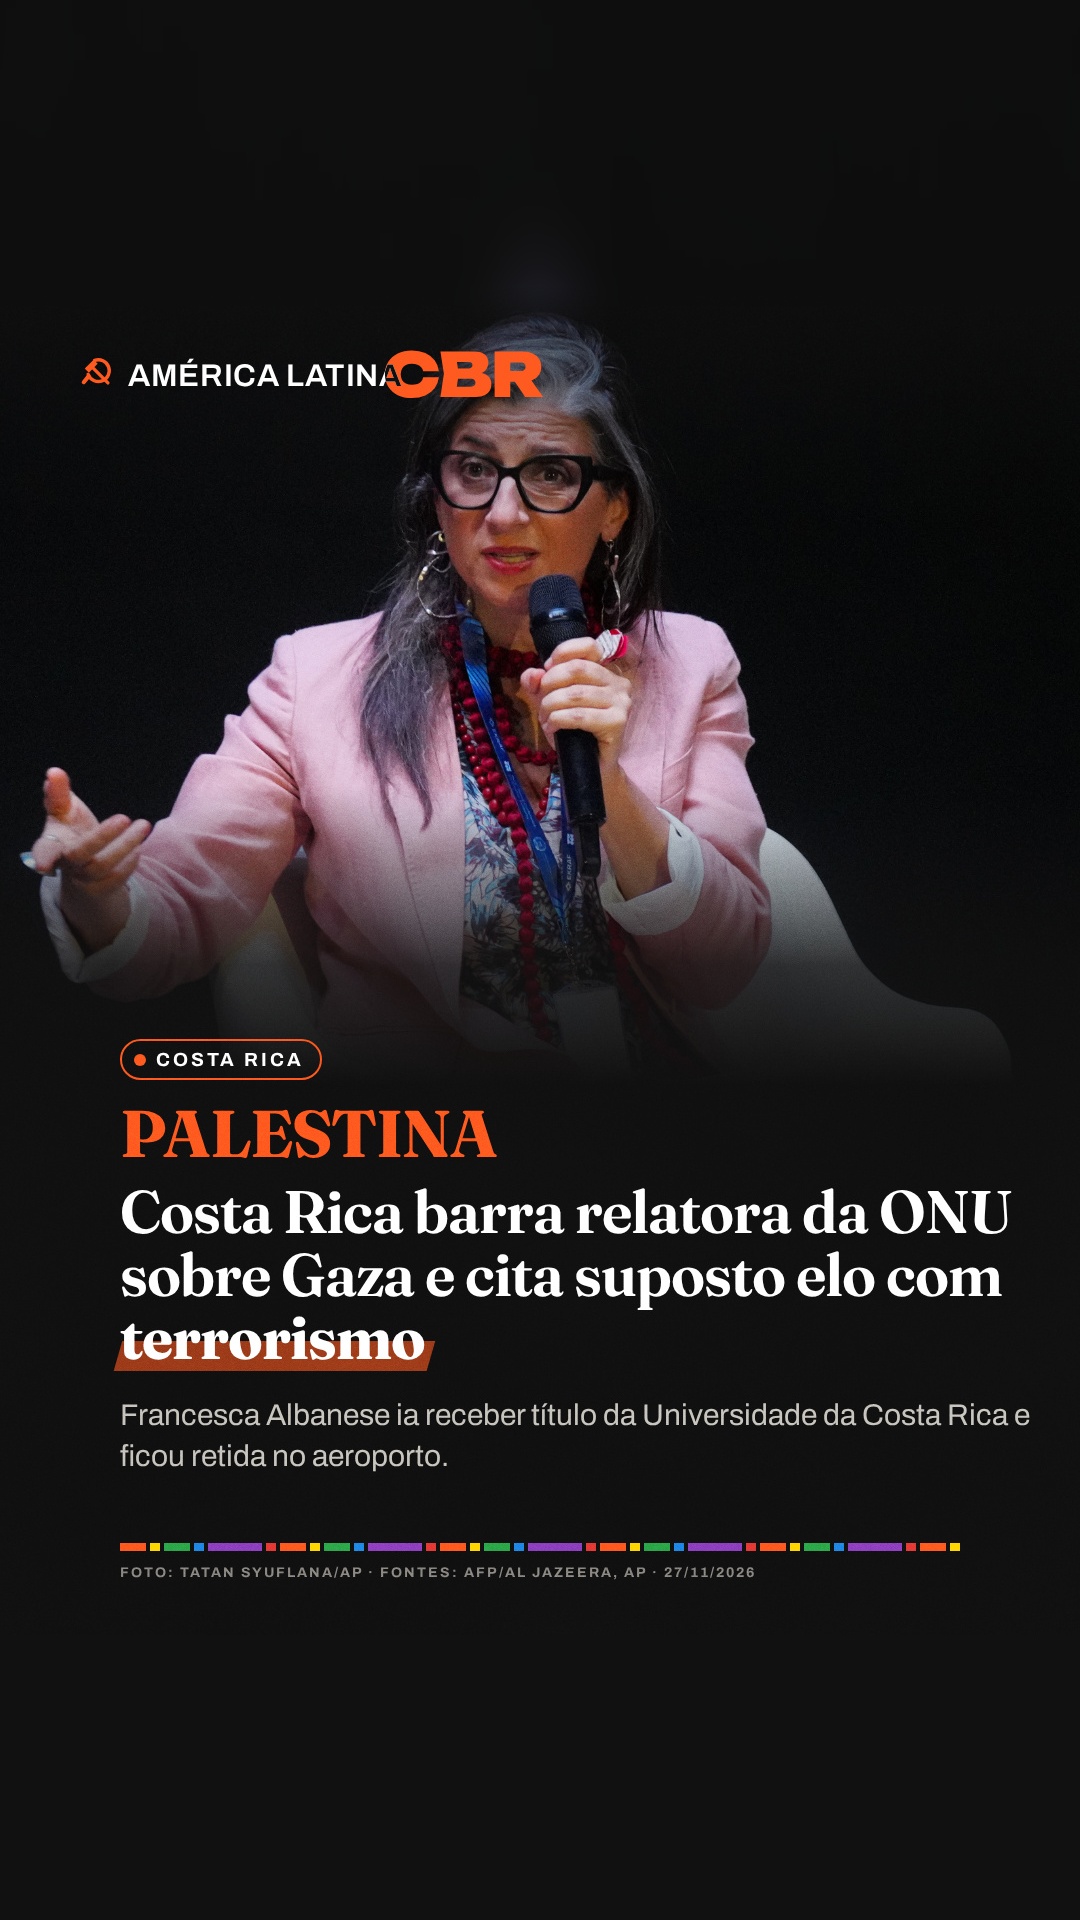 AMÉRICA LATINA
CBR
COSTA RICA
PALESTINA
Costa Rica barra relatora da ONU
sobre Gaza e cita suposto elo com
terrorismo
Francesca Albanese ia receber título da Universidade da Costa Rica e
ficou retida no aeroporto.
FOTO: TATAN SYUFLANA/AP · FONTES: AFP/AL JAZEERA, AP · 27/11/2026